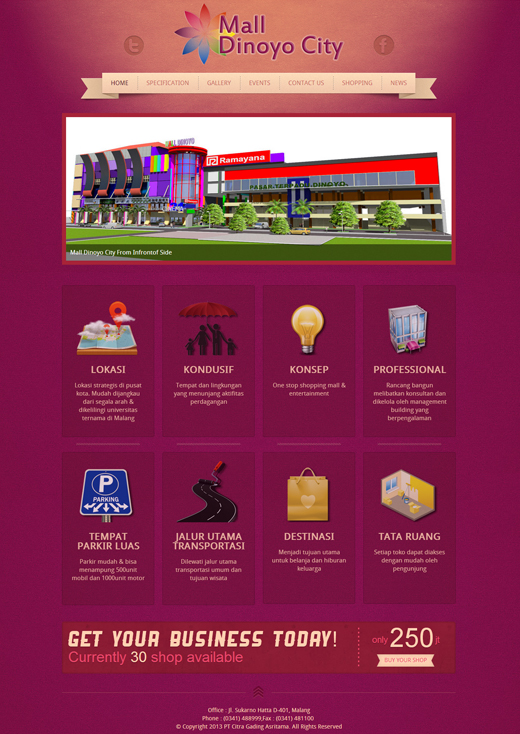 Mall
Dinoyo City
HOME
SPECIFICATION
GALLERY
EVENTS
CONTACT US
SHOPPING
NEWS
MALL DINOYO
Ramayana
PASAR TERPADU DINOYO
Mall Dinoyo City From Infrontof Side
LOKASI
Lokasi strategis di pusat
kota. Mudah dijangkau
dari segala arah &
dikelilingi universitas
ternama di Malang
KONDUSIF
Tempat dan lingkungan
yang menunjang aktifitas
perdagangan
KONSEP
One stop shopping mall &
entertainment
PROFESSIONAL
Rancang bangun
melibatkan konsultan dan
dikelola oleh management
building yang
berpengalaman
P
PARKING
TEMPAT
PARKIR LUAS
Parkir mudah & bisa
menampung 500unit
mobil dan 1000unit motor
JALUR UTAMA
TRANSPORTASI
Dilewati jalur utama
transportasi umum dan
tujuan wisata
DESTINASI
Menjadi tujuan utama
untuk belanja dan hiburan
keluarga
TATA RUANG
Setiap toko dapat diakses
dengan mudah oleh
pengunjung
GET YOUR BUSINESS TODAY!
Currently 30 shop available
only 250 jt
BUY YOUR SHOP
Office : Jl. Sukarno Hatta D-401, Malang
Phone : (0341) 488999,Fax : (0341) 481100
© Copyright 2013 PT Citra Gading Asritama. All Rights Reserved